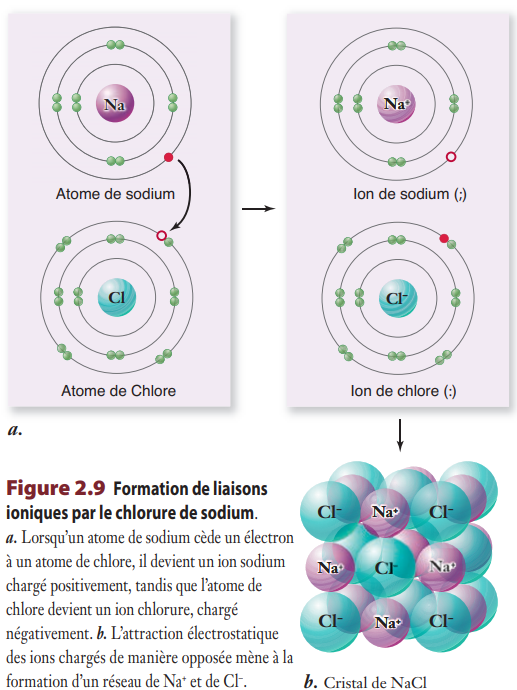 Na
Na⁺
Atome de sodium
Ion de sodium (;)
Cl
Cl⁻
Atome de Chlore
Ion de chlore (:)
a.
Figure 2.9 Formation de liaisons
ioniques par le chlorure de sodium.
a. Lorsqu’un atome de sodium cède un électron
à un atome de chlore, il devient un ion sodium
chargé positivement, tandis que l’atome de
chlore devient un ion chlorure, chargé
négativement. b. L’attraction électrostatique
des ions chargés de manière opposée mène à la
formation d’un réseau de Na⁺ et de Cl⁻.
Cl⁻ Na⁺ Cl⁻
Na⁺ Cl⁻ Na⁺
Cl⁻ Na⁺ Cl⁻
b. Cristal de NaCl